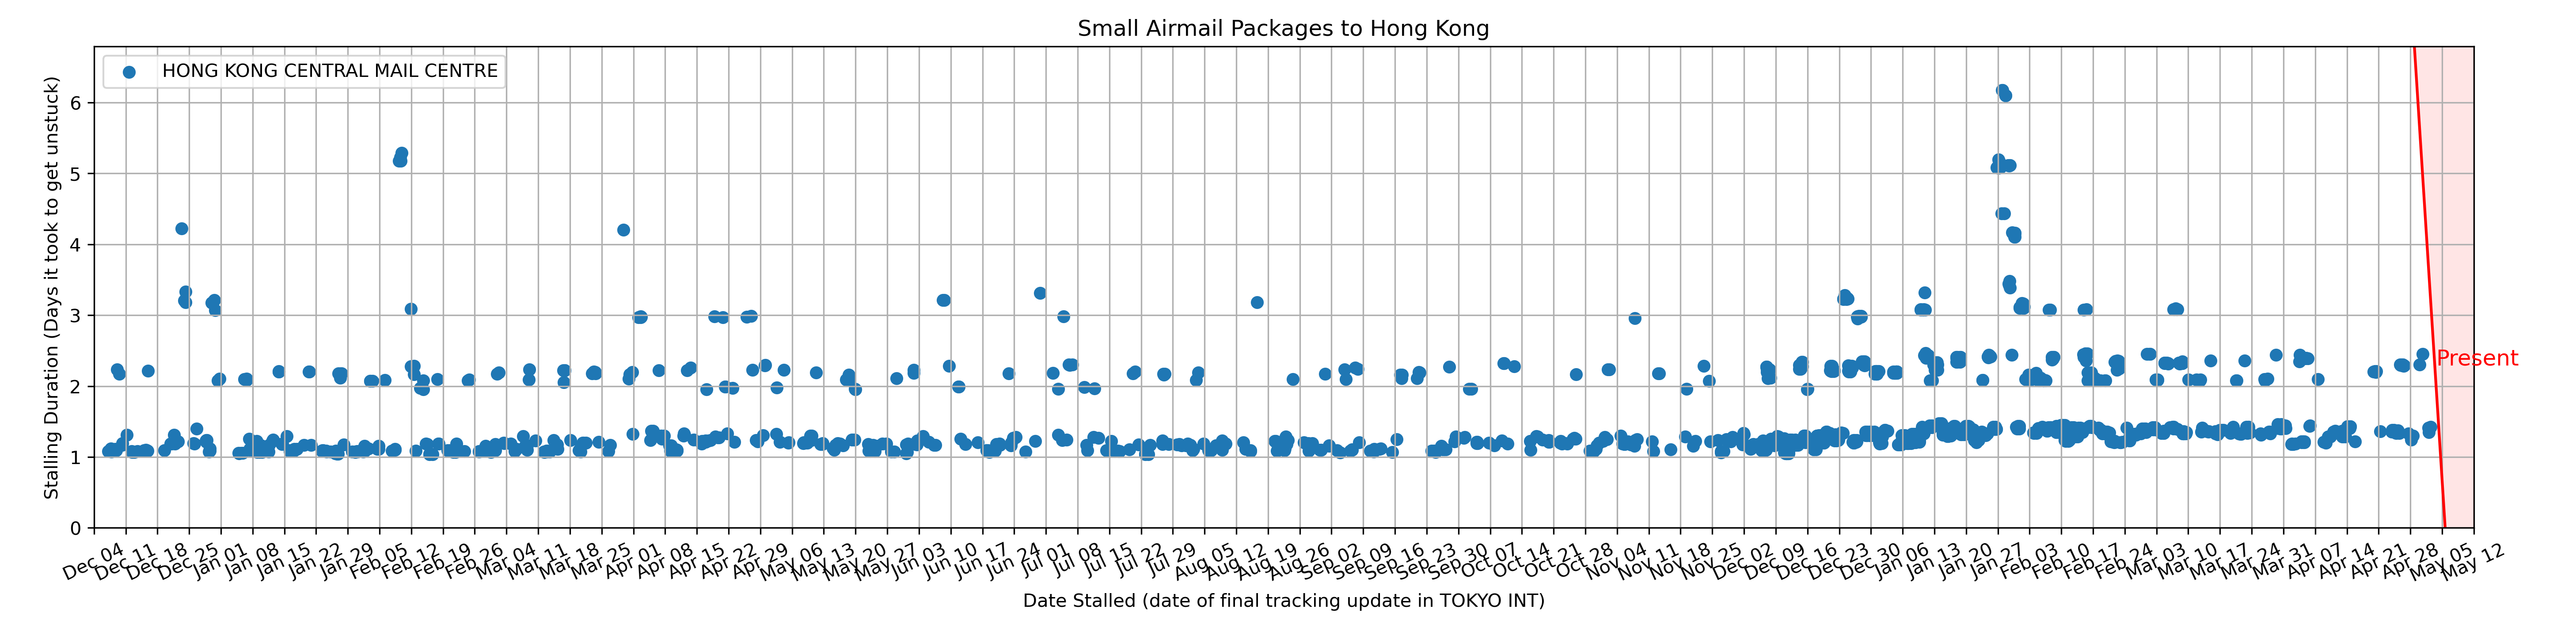 Small Airmail Packages to Hong Kong
HONG KONG CENTRAL MAIL CENTRE
Stalling Duration (Days it took to get unstuck)
6
5
4
3
2
1
0
Present
Dec 04
Dec 11
Dec 18
Dec 25
Jan 01
Jan 08
Jan 15
Jan 22
Jan 29
Feb 05
Feb 12
Feb 19
Feb 26
Mar 04
Mar 11
Mar 18
Mar 25
Apr 01
Apr 08
Apr 15
Apr 22
Apr 29
May 06
May 13
May 20
May 27
Jun 03
Jun 10
Jun 17
Jun 24
Jul 01
Jul 08
Jul 15
Jul 22
Jul 29
Aug 05
Aug 12
Aug 19
Aug 26
Sep 02
Sep 09
Sep 16
Sep 23
Sep 30
Oct 07
Oct 14
Oct 21
Oct 28
Nov 04
Nov 11
Nov 18
Nov 25
Dec 02
Dec 09
Dec 16
Dec 23
Dec 30
Jan 06
Jan 13
Jan 20
Jan 27
Feb 03
Feb 10
Feb 17
Feb 24
Mar 03
Mar 10
Mar 17
Mar 24
Mar 31
Apr 07
Apr 14
Apr 21
Apr 28
May 05
May 12
Date Stalled (date of final tracking update in TOKYO INT)